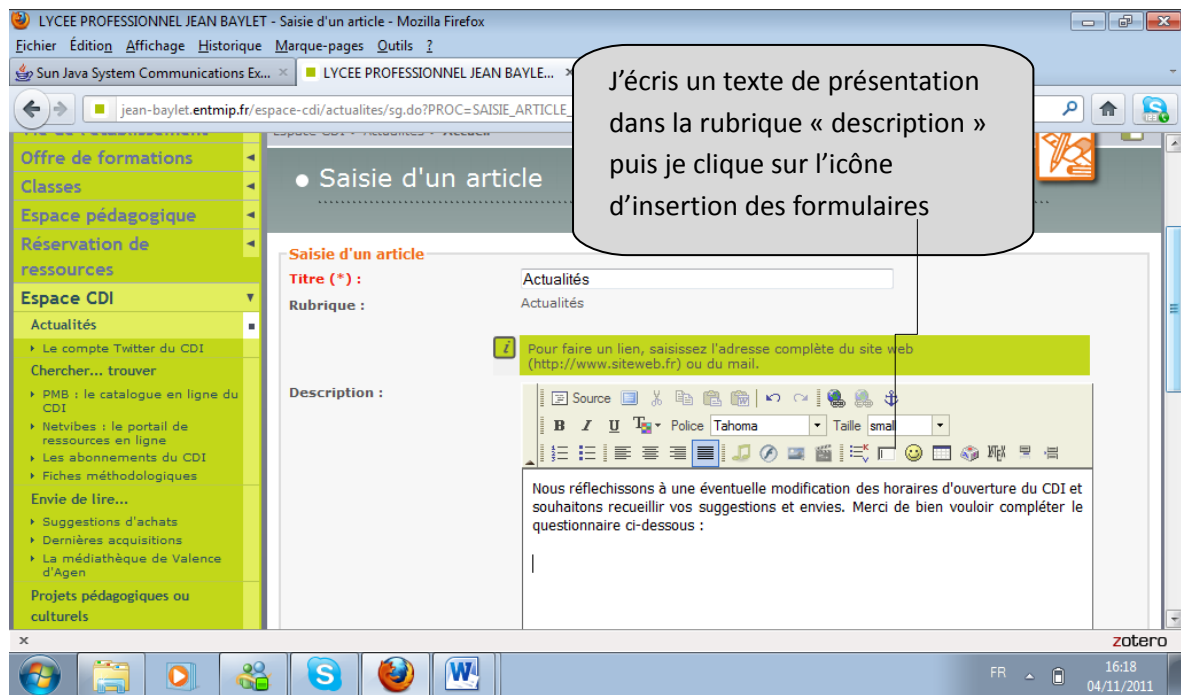 LYCEE PROFESSIONNEL JEAN BAYLET - Saisie d'un article - Mozilla Firefox
Fichier Édition Affichage Historique Marque-pages Outils ?
Sun Java System Communications Ex...
LYCEE PROFESSIONNEL JEAN BAYLE...
jean-baylet.entmip.fr/espace-cdi/actualites/sg.do?PROC=SAISIE_ARTICLE_
J'écris un texte de présentation
dans la rubrique « description »
puis je clique sur l'icône
d'insertion des formulaires
Offre de formations
Classes
Espace pédagogique
Réservation de
ressources
Espace CDI
Actualités
Le compte Twitter du CDI
Chercher... trouver
PMB : le catalogue en ligne du
CDI
Netvibes : le portail de
ressources en ligne
Les abonnements du CDI
Fiches méthodologiques
Envie de lire...
Suggestions d'achats
Dernières acquisitions
La médiathèque de Valence
d'Agen
Projets pédagogiques ou
culturels
Saisie d'un article
Saisie d'un article
Titre (*) :
Actualités
Rubrique :
Actualités
Pour faire un lien, saisissez l'adresse complète du site web
(http://www.siteweb.fr) ou du mail.
Description :
Source
B I U Police Tahoma Taille small
Nous réflechissons à une éventuelle modification des horaires d'ouverture du CDI et
souhaitons recueillir vos suggestions et envies. Merci de bien vouloir compléter le
questionnaire ci-dessous :
zotero
FR
16:18
04/11/2011